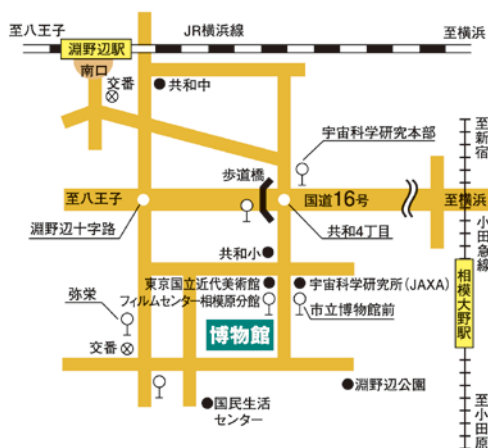 至八王子
JR横浜線
至横浜
淵野辺駅
南口
交番
共和中
至新宿
宇宙科学研究本部
歩道橋
至八王子
国道16号
至横浜
淵野辺十字路
共和4丁目
小田急線
共和小
東京国立近代美術館
フィルムセンター相模原分館
宇宙科学研究所(JAXA)
市立博物館前
相模大野駅
弥栄
博物館
交番
淵野辺公園
国民生活
センター
至小田原